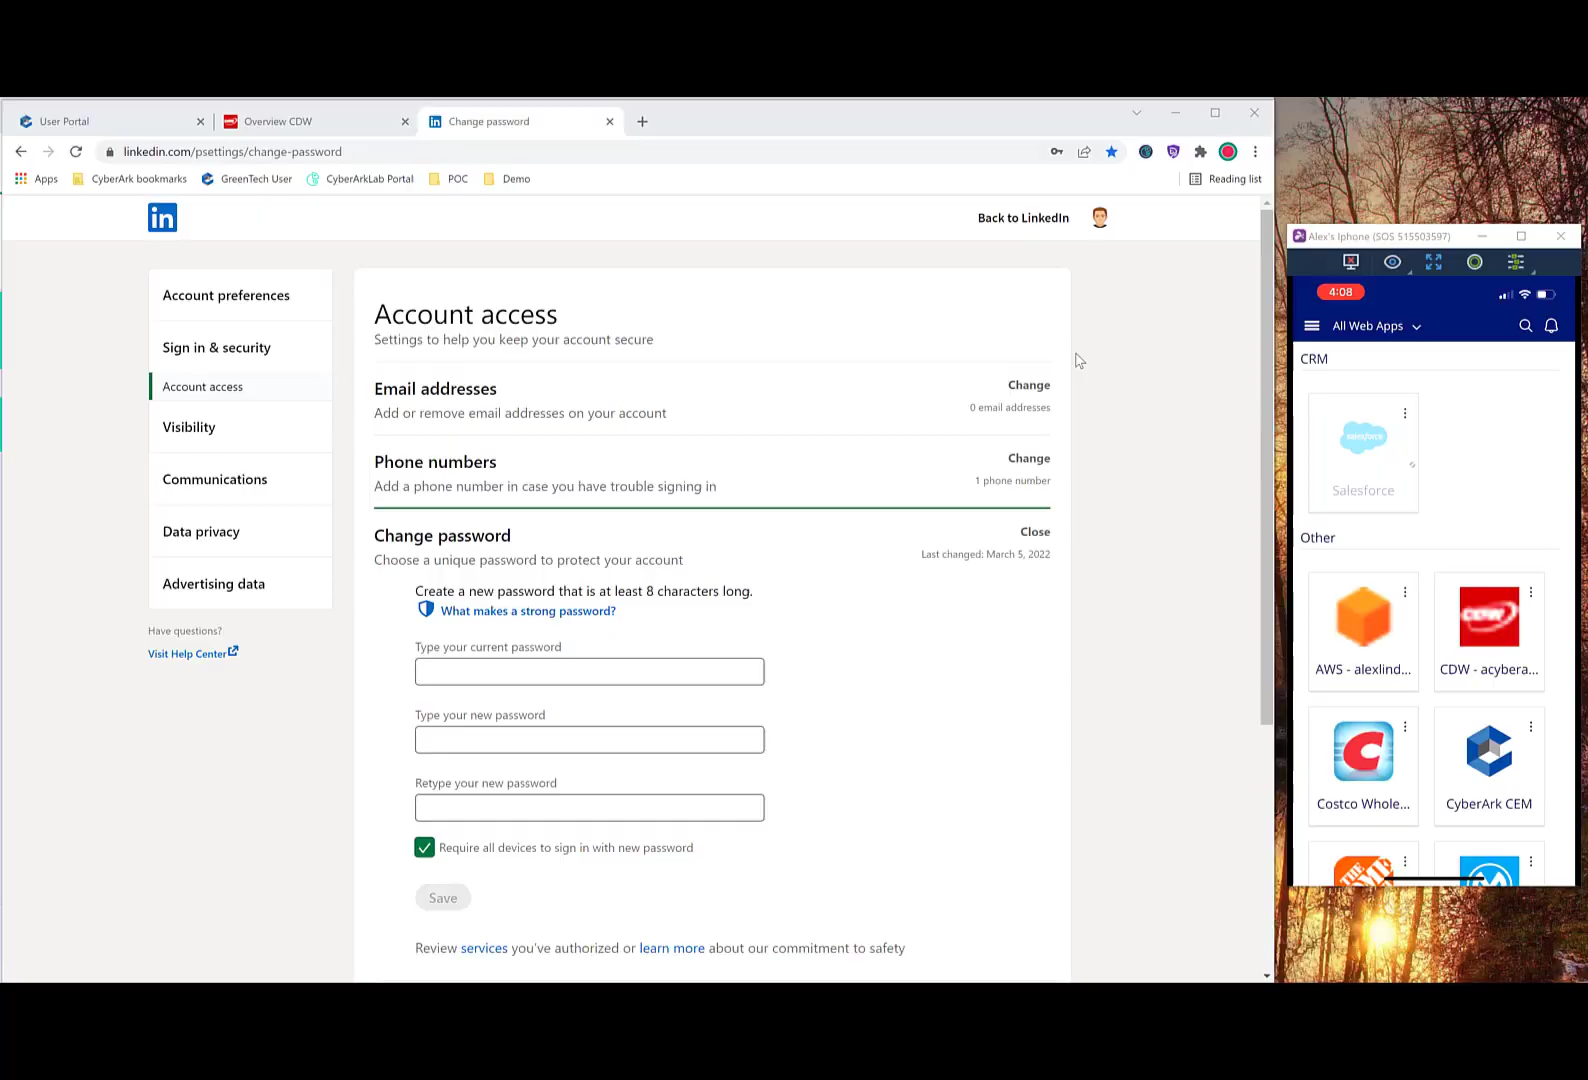 User Portal
Overview CDW
Change password
linkedin.com/psettings/change-password
Apps
CyberArk bookmarks
GreenTech User
CyberArkLab Portal
POC
Demo
Reading list
in
Back to LinkedIn
Account preferences
Sign in & security
Account access
Visibility
Communications
Data privacy
Advertising data
Have questions?
Visit Help Center
Account access
Settings to help you keep your account secure
Email addresses
Change
Add or remove email addresses on your account
0 email addresses
Phone numbers
Change
Add a phone number in case you have trouble signing in
1 phone number
Change password
Close
Choose a unique password to protect your account
Last changed: March 5, 2022
Create a new password that is at least 8 characters long.
What makes a strong password?
Type your current password
Type your new password
Retype your new password
Require all devices to sign in with new password
Save
Review services you've authorized or learn more about our commitment to safety
Alex's Iphone (SOS 515503597)
4:08
All Web Apps
CRM
salesforce
Salesforce
Other
CDW
AWS - alexlind...
CDW - acybera...
Costco Whole...
CyberArk CEM
THE